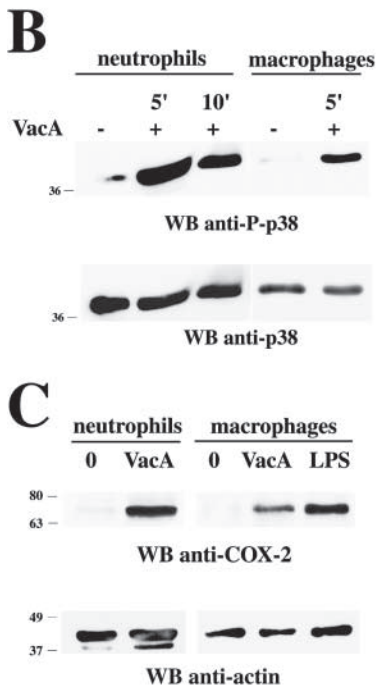 B
neutrophils macrophages
5' 10' 5'
VacA - + + - +
36
WB anti-P-p38
36
WB anti-p38
C
neutrophils macrophages
0 VacA 0 VacA LPS
80
63
WB anti-COX-2
49
37
WB anti-actin